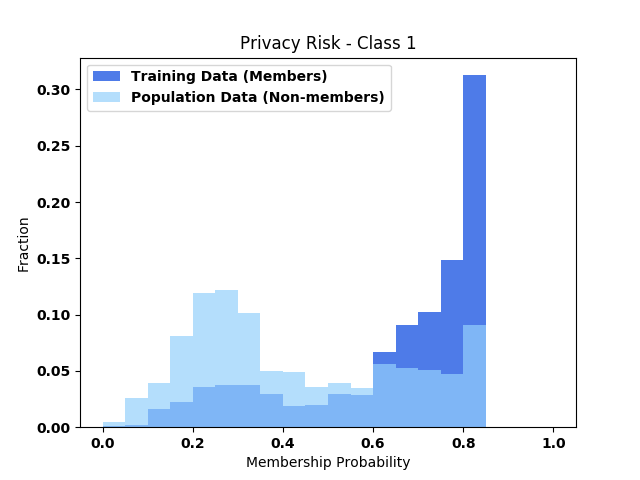 Privacy Risk - Class 1
Training Data (Members)
Population Data (Non-members)
0.30
0.25
0.20
0.15
0.10
0.05
0.00
Fraction
0.0 0.2 0.4 0.6 0.8 1.0
Membership Probability